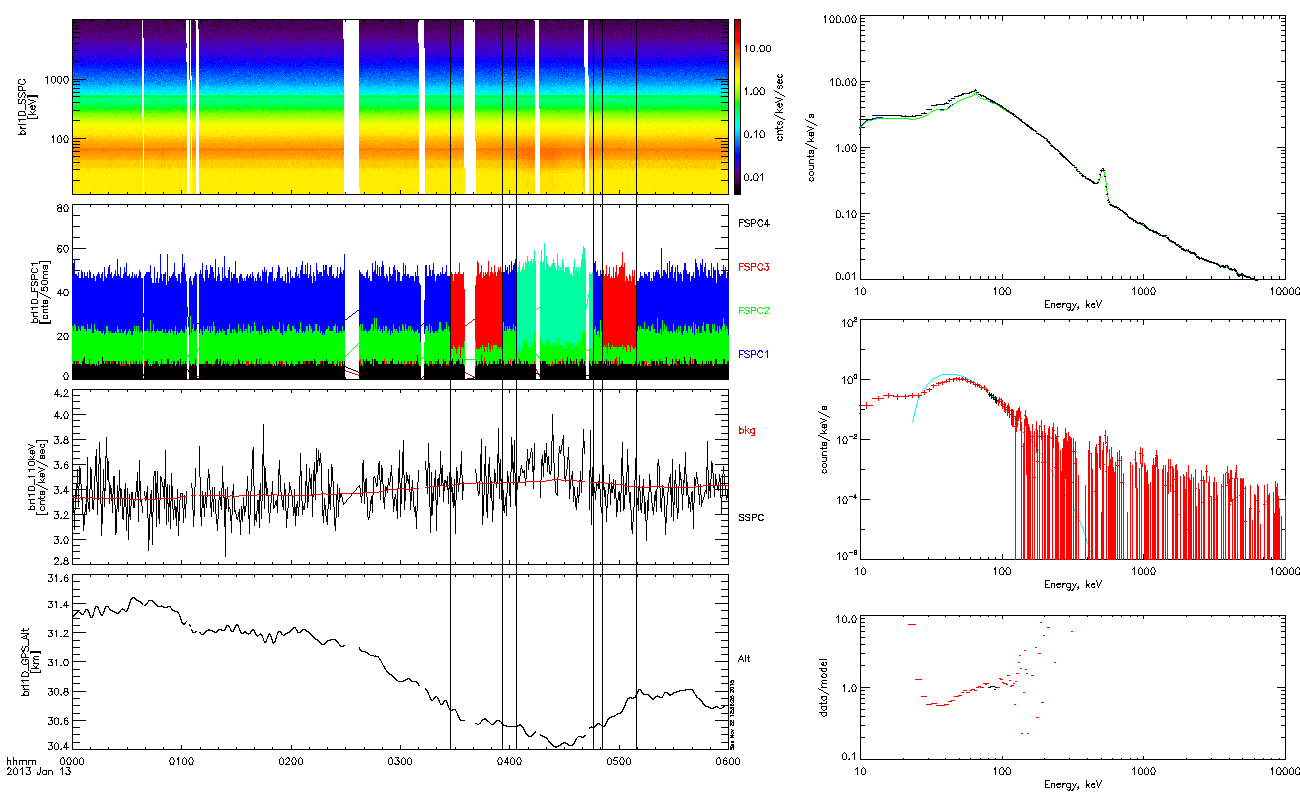 brl1D_SSPC
[keV]
1000
100
10.00
1.00
0.10
0.01
cnts/keV/sec
brl1D_FSPC1
[cnts/50ms]
80
60
40
20
0
FSPC4
FSPC3
FSPC2
FSPC1
[cnts/keV/sec]
4.2
4.0
3.8
3.6
3.4
3.2
3.0
2.8
bkg
SSPC
brl1D_GPS_Alt
[km]
31.6
31.4
31.2
31.0
30.8
30.6
30.4
Alt
0000
0100
0200
0300
0400
0500
0600
hhmm
2013 Jan 13
counts/keV/s
100.00
10.00
1.00
0.10
0.01
10
100
1000
10000
Energy, keV
counts/keV/s
10²
10⁰
10⁻²
10⁻⁴
10⁻⁶
10
100
1000
10000
Energy, keV
data/model
10.0
1.0
0.1
10
100
1000
10000
Energy, keV